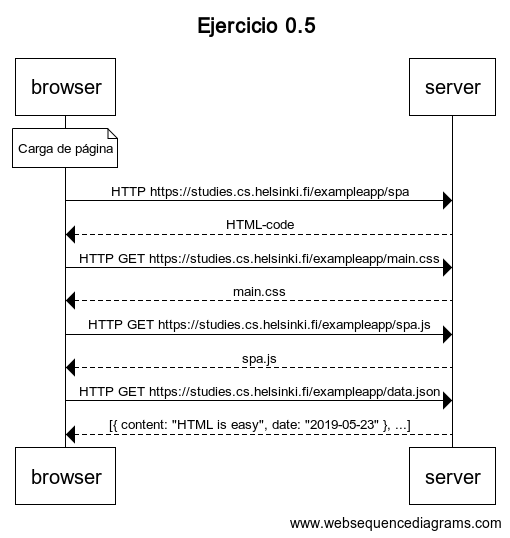 Ejercicio 0.5
browser server
Carga de página
HTTP https://studies.cs.helsinki.fi/exampleapp/spa
HTML-code
HTTP GET https://studies.cs.helsinki.fi/exampleapp/main.css
main.css
HTTP GET https://studies.cs.helsinki.fi/exampleapp/spa.js
spa.js
HTTP GET https://studies.cs.helsinki.fi/exampleapp/data.json
[{ content: "HTML is easy", date: "2019-05-23" }, ...]
browser server
www.websequencediagrams.com